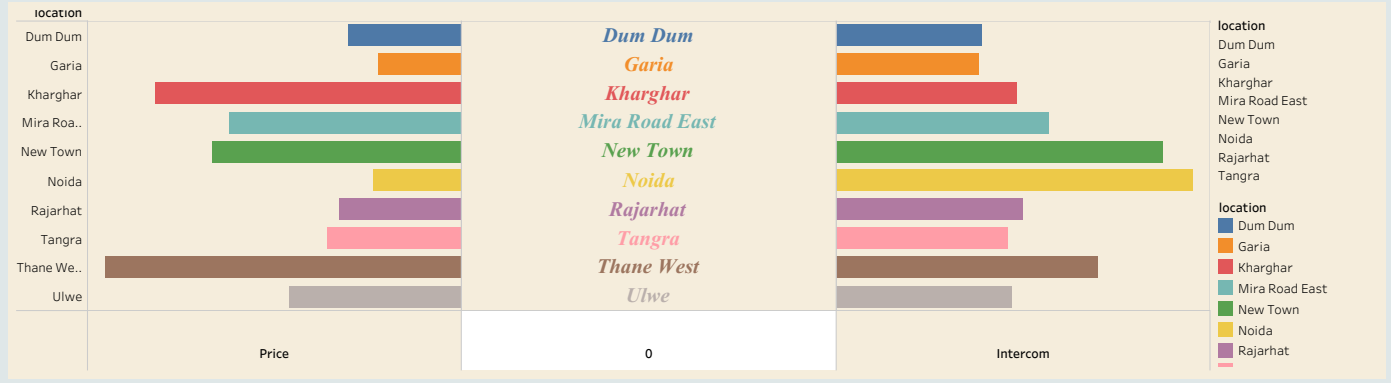 location
Dum Dum
Garia
Kharghar
Mira Roa..
New Town
Noida
Rajarhat
Tangra
Thane We..
Ulwe
Dum Dum
Garia
Kharghar
Mira Road East
New Town
Noida
Rajarhat
Tangra
Thane West
Ulwe
Price
0
Intercom
location
Dum Dum
Garia
Kharghar
Mira Road East
New Town
Noida
Rajarhat
Tangra
location
Dum Dum
Garia
Kharghar
Mira Road East
New Town
Noida
Rajarhat